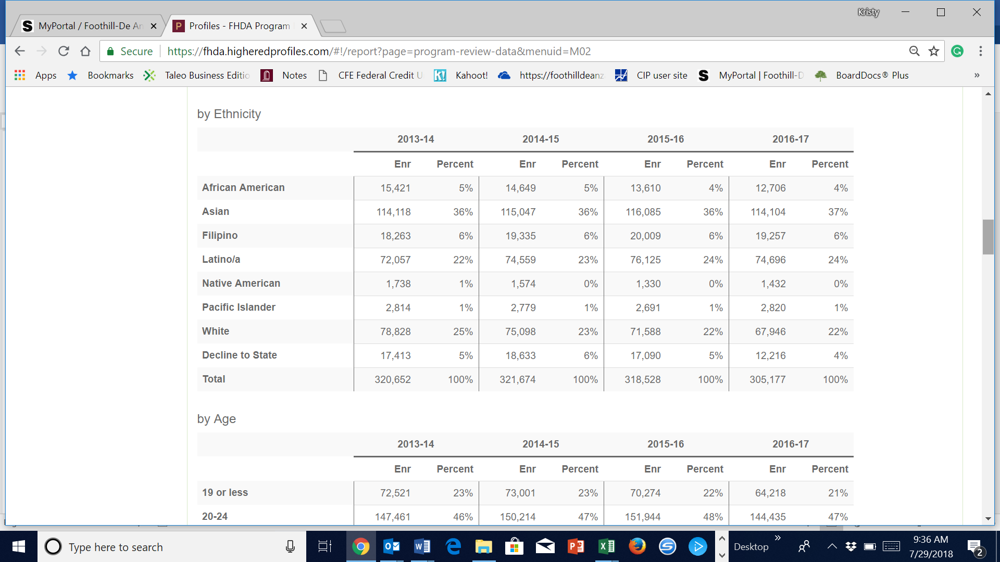 Kristy
MyPortal / Foothill-De An
Profiles - FHDA Program
Secure https://fhda.higheredprofiles.com/#!/report?page=program-review-data&menuid=M02
Apps Bookmarks Taleo Business Editio Notes CFE Federal Credit U K! Kahoot! https://foothilldeanz CIP user site MyPortal | Foothill-D BoardDocs® Plus »
by Ethnicity
2013-14 2014-15 2015-16 2016-17
Enr Percent Enr Percent Enr Percent Enr Percent
African American 15,421 5% 14,649 5% 13,610 4% 12,706 4%
Asian 114,118 36% 115,047 36% 116,085 36% 114,104 37%
Filipino 18,263 6% 19,335 6% 20,009 6% 19,257 6%
Latino/a 72,057 22% 74,559 23% 76,125 24% 74,696 24%
Native American 1,738 1% 1,574 0% 1,330 0% 1,432 0%
Pacific Islander 2,814 1% 2,779 1% 2,691 1% 2,820 1%
White 78,828 25% 75,098 23% 71,588 22% 67,946 22%
Decline to State 17,413 5% 18,633 6% 17,090 5% 12,216 4%
Total 320,652 100% 321,674 100% 318,528 100% 305,177 100%
by Age
2013-14 2014-15 2015-16 2016-17
Enr Percent Enr Percent Enr Percent Enr Percent
19 or less 72,521 23% 73,001 23% 70,274 22% 64,218 21%
20-24 147,461 46% 150,214 47% 151,944 48% 144,435 47%
Type here to search
Desktop »
9:36 AM
7/29/2018
2